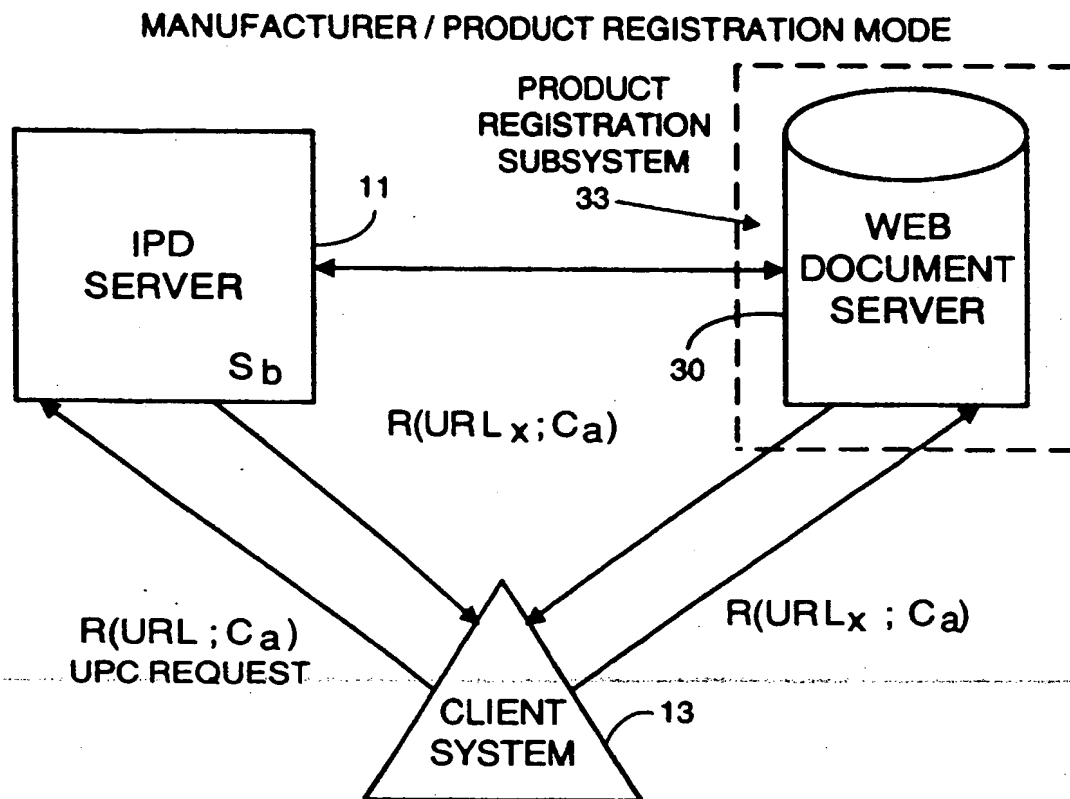 MANUFACTURER / PRODUCT REGISTRATION MODE
PRODUCT
REGISTRATION
SUBSYSTEM
33
11
IPD
SERVER
Sb
WEB
DOCUMENT
SERVER
30
R(URLx;Ca)
R(URL;Ca)
UPC REQUEST
R(URLx ; Ca)
CLIENT
SYSTEM
13